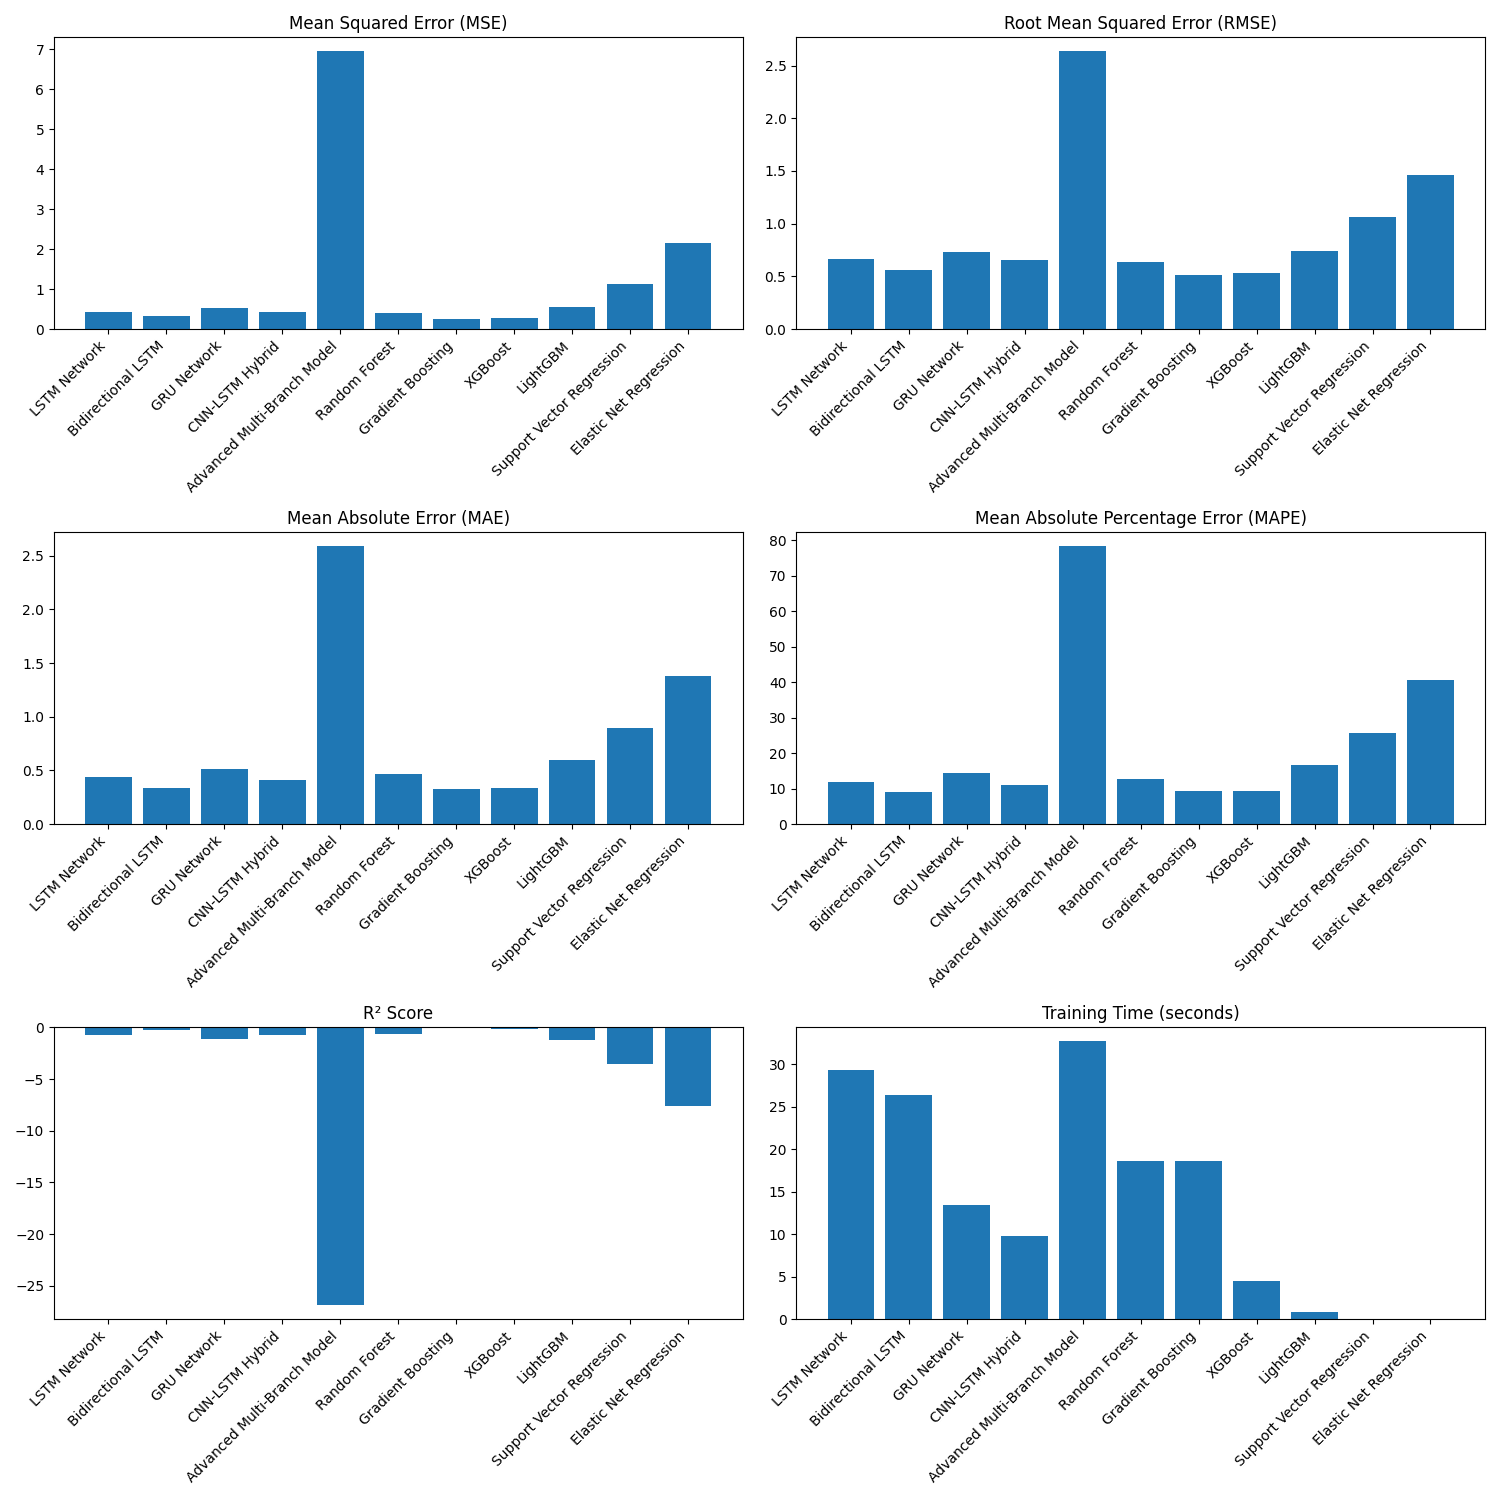 Mean Squared Error (MSE)
7
6
5
4
3
2
1
0
LSTM Network
Bidirectional LSTM
GRU Network
CNN-LSTM Hybrid
Advanced Multi-Branch Model
Random Forest
Gradient Boosting
XGBoost
LightGBM
Support Vector Regression
Elastic Net Regression
Root Mean Squared Error (RMSE)
2.5
2.0
1.5
1.0
0.5
0.0
LSTM Network
Bidirectional LSTM
GRU Network
CNN-LSTM Hybrid
Advanced Multi-Branch Model
Random Forest
Gradient Boosting
XGBoost
LightGBM
Support Vector Regression
Elastic Net Regression
Mean Absolute Error (MAE)
2.5
2.0
1.5
1.0
0.5
0.0
LSTM Network
Bidirectional LSTM
GRU Network
CNN-LSTM Hybrid
Advanced Multi-Branch Model
Random Forest
Gradient Boosting
XGBoost
LightGBM
Support Vector Regression
Elastic Net Regression
Mean Absolute Percentage Error (MAPE)
80
70
60
50
40
30
20
10
0
LSTM Network
Bidirectional LSTM
GRU Network
CNN-LSTM Hybrid
Advanced Multi-Branch Model
Random Forest
Gradient Boosting
XGBoost
LightGBM
Support Vector Regression
Elastic Net Regression
R² Score
0
−5
−10
−15
−20
−25
LSTM Network
Bidirectional LSTM
GRU Network
CNN-LSTM Hybrid
Advanced Multi-Branch Model
Random Forest
Gradient Boosting
XGBoost
LightGBM
Support Vector Regression
Elastic Net Regression
Training Time (seconds)
30
25
20
15
10
5
0
LSTM Network
Bidirectional LSTM
GRU Network
CNN-LSTM Hybrid
Advanced Multi-Branch Model
Random Forest
Gradient Boosting
XGBoost
LightGBM
Support Vector Regression
Elastic Net Regression